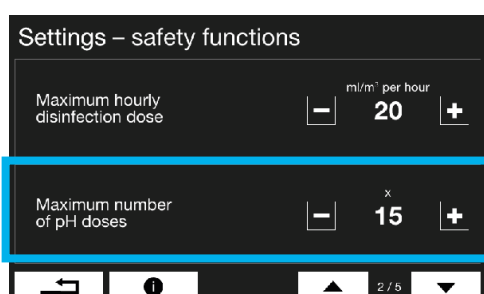 Settings – safety functions
ml/m³ per hour
Maximum hourly
disinfection dose
− 20 +
x
Maximum number
of pH doses
− 15 +
2/5